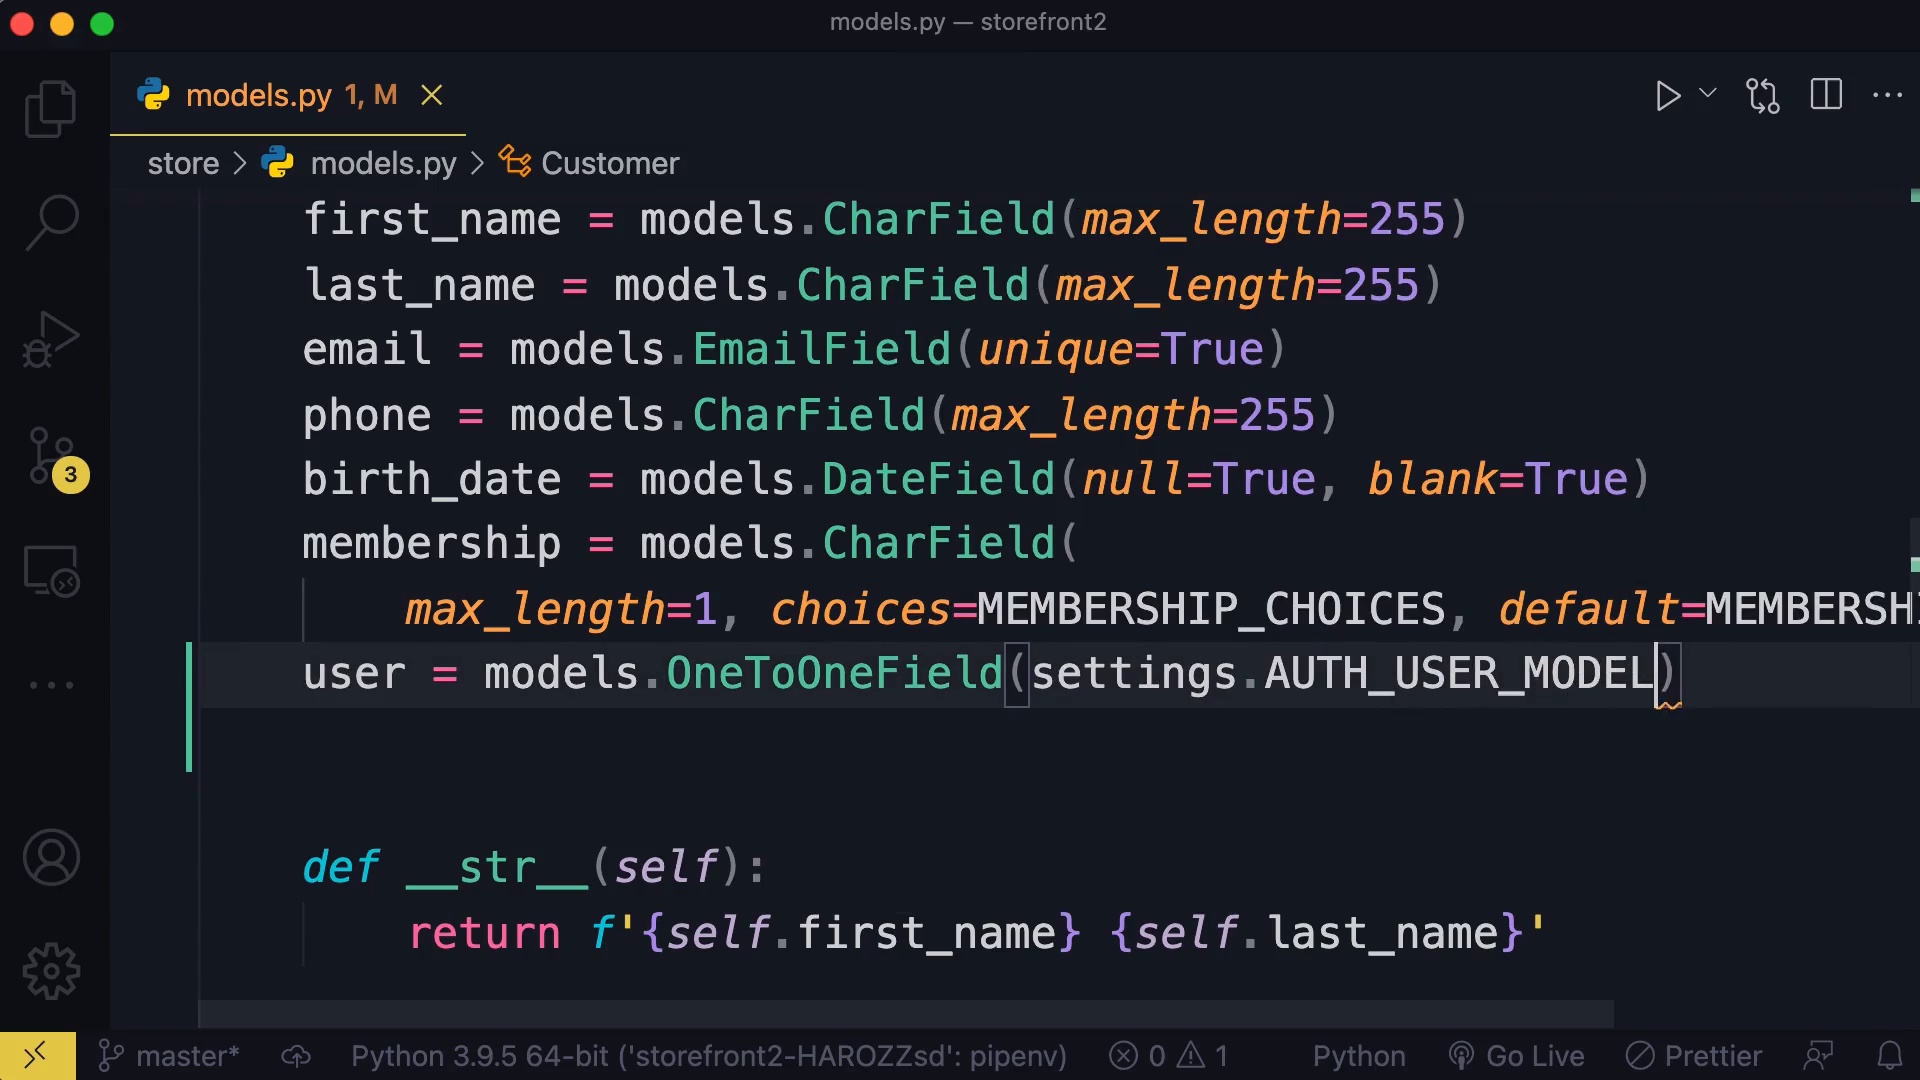 models.py — storefront2
models.py 1, M
store > models.py > Customer
first_name = models.CharField(max_length=255)
last_name = models.CharField(max_length=255)
email = models.EmailField(unique=True)
phone = models.CharField(max_length=255)
birth_date = models.DateField(null=True, blank=True)
membership = models.CharField(
max_length=1, choices=MEMBERSHIP_CHOICES, default=MEMBERSHI
user = models.OneToOneField(settings.AUTH_USER_MODEL)
3
def __str__(self):
return f'{self.first_name} {self.last_name}'
master* Python 3.9.5 64-bit ('storefront2-HAROZZsd': pipenv) 0 1 Python Go Live Prettier